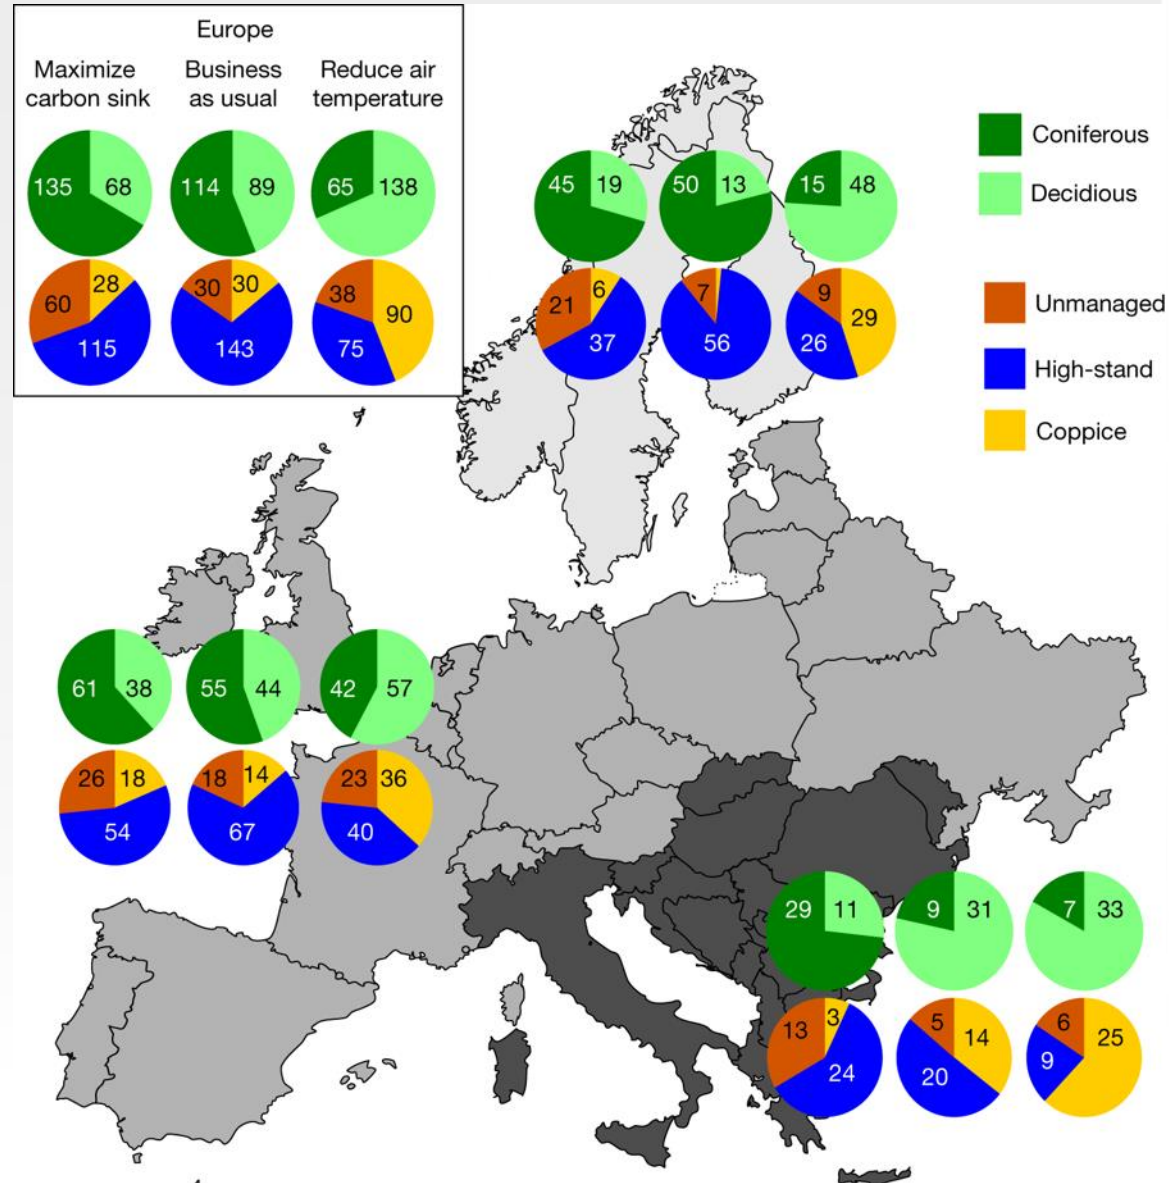 Europe
Maximize
carbon sink
Business
as usual
Reduce air
temperature
135 68
114 89
65 138
60 28 115
30 30 143
38 90 75
Coniferous
Decidious
Unmanaged
High-stand
Coppice
45 19
50 13
15 48
21 6 37
7 56
9 29 26
61 38
55 44
42 57
26 18 54
18 14 67
23 36 40
29 11
9 31
7 33
13 3 24
5 14 20
6 25 9